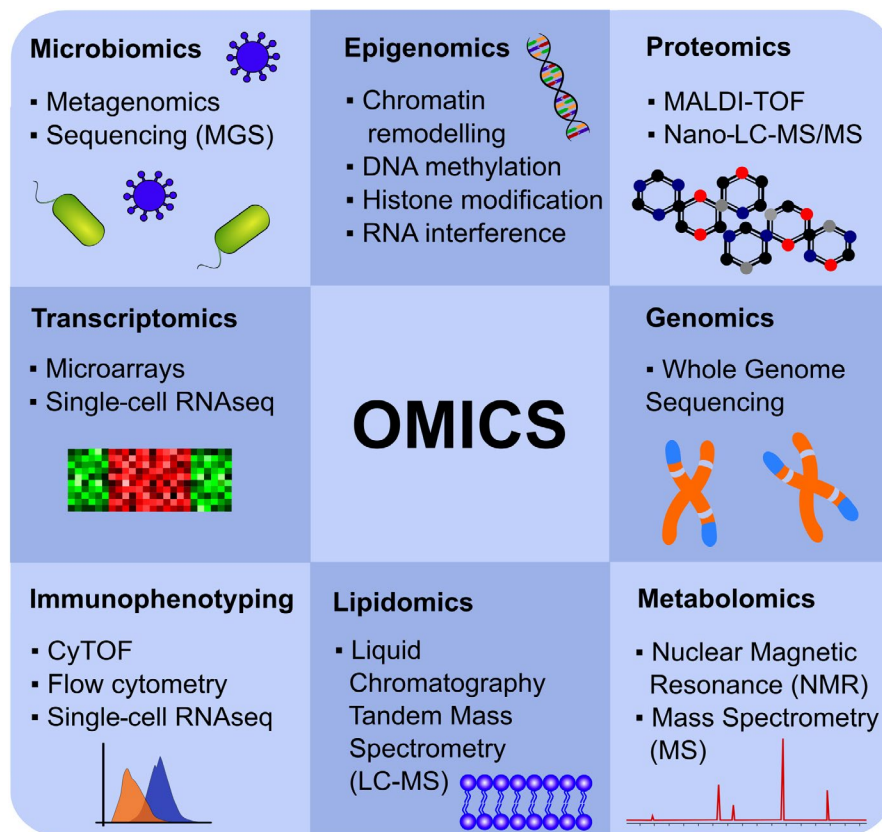 Microbiomics
▪ Metagenomics
▪ Sequencing (MGS)
Epigenomics
▪ Chromatin
remodelling
▪ DNA methylation
▪ Histone modification
▪ RNA interference
Proteomics
▪ MALDI-TOF
▪ Nano-LC-MS/MS
Transcriptomics
▪ Microarrays
▪ Single-cell RNAseq
OMICS
Genomics
▪ Whole Genome
Sequencing
Immunophenotyping
▪ CyTOF
▪ Flow cytometry
▪ Single-cell RNAseq
Lipidomics
▪ Liquid
Chromatography
Tandem Mass
Spectrometry
(LC-MS)
Metabolomics
▪ Nuclear Magnetic
Resonance (NMR)
▪ Mass Spectrometry
(MS)